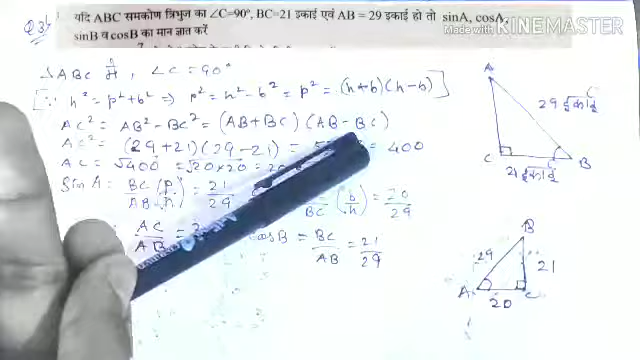 Q 3
यदि ABC समकोण त्रिभुज का ∠C=90°, BC=21 इकाई एवं AB = 29 इकाई हो तो sinA, cosA,
sinB व cosB का मान ज्ञात करें
Made with KINEMASTER
△ABC में, ∠C = 90°
[∵ h² = p²+b² ⇒ p² = h²-b² = p² = (h+b)(h-b)]
AC² = AB² - BC² = (AB+BC) (AB-BC)
AC² = (29+21)(29-21) = = 400
AC = √400 = √20×20 = 20
Sin A = BC/AB (p/h) = 21/29
BC (b/h) = 20/29
AC/AB =
cosB = BC/AB = 21/29
A
29 इकाई
C
B
21 इकाई
B
29
21
A
20
C